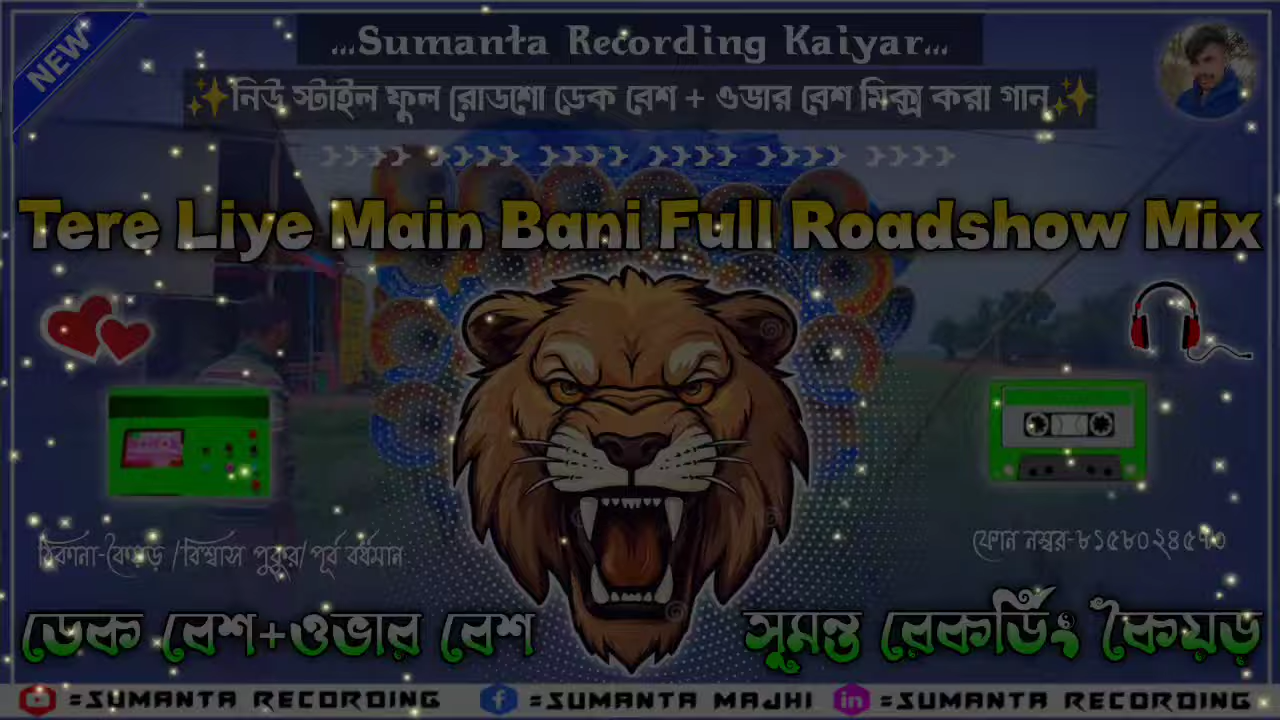 NEW
...Sumanta Recording Kaiyar...
✨নিউ স্টাইল ফুল রোডশো ডেক বেশ + ওভার বেশ মিক্স করা গান✨
Tere Liye Main Bani Full Roadshow Mix
ঠিকানা-কৈয়ড় /বিশ্বাস পুকুর/ পূর্ব বর্ধমান
ফোন নম্বর-৮১৫৮০২৪৫৭৩
ডেক বেশ+ওভার বেশ
সুমন্ত রেকর্ডিং কৈয়ড়
=SUMANTA RECORDING
=SUMANTA MAJHI
=SUMANTA RECORDING